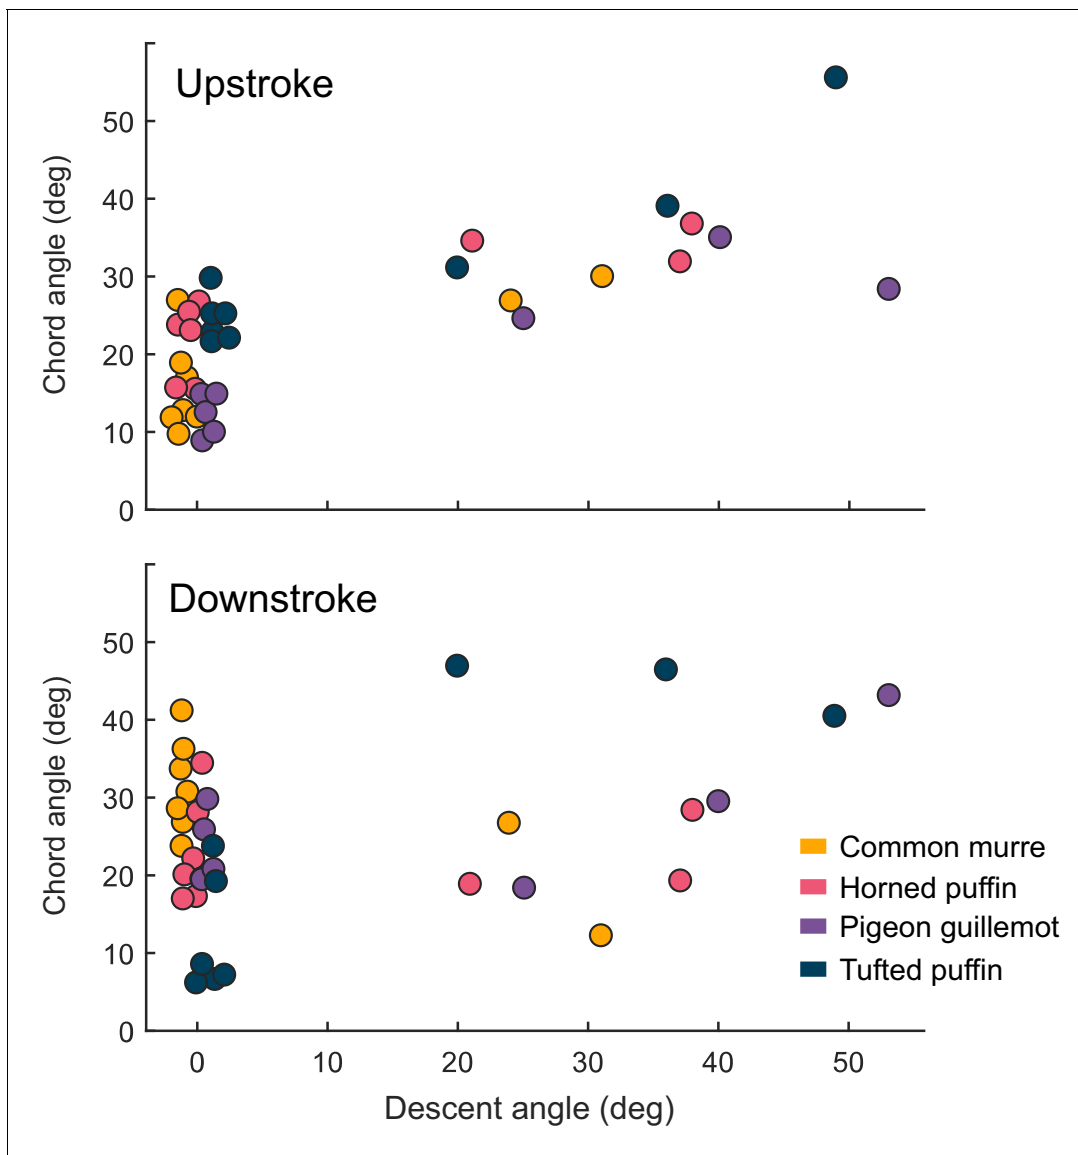 Upstroke
Chord angle (deg)
50
40
30
20
10
0
Downstroke
Chord angle (deg)
50
40
30
20
10
0
Common murre
Horned puffin
Pigeon guillemot
Tufted puffin
0 10 20 30 40 50
Descent angle (deg)